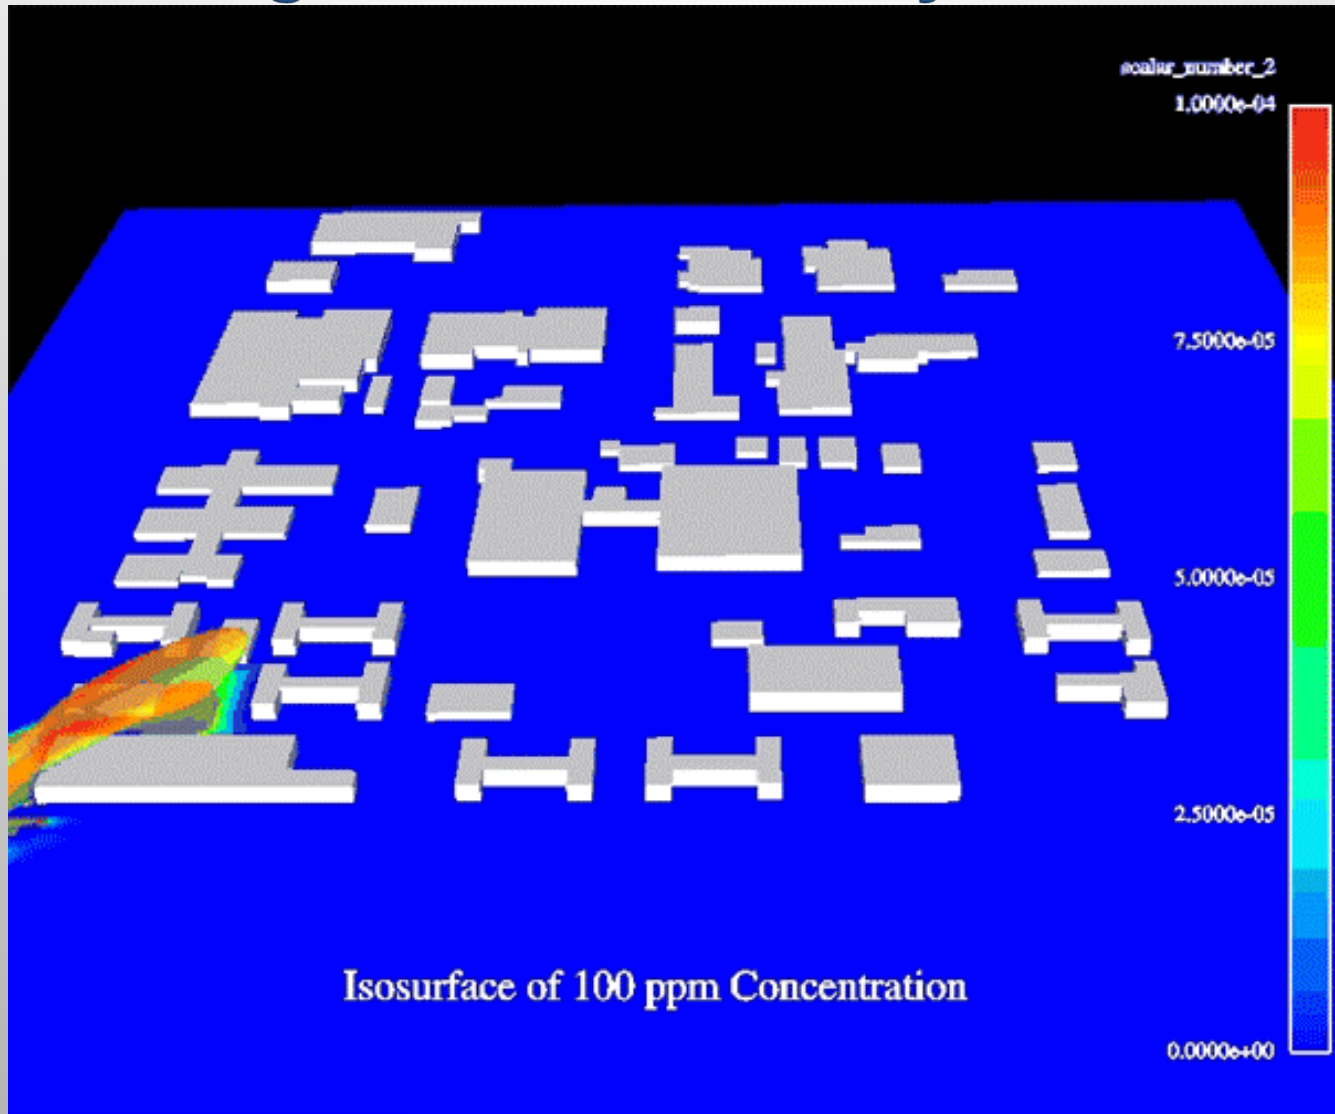 scalar_number_2
1.0000e-04
7.5000e-05
5.0000e-05
2.5000e-05
Isosurface of 100 ppm Concentration
0.0000e+00